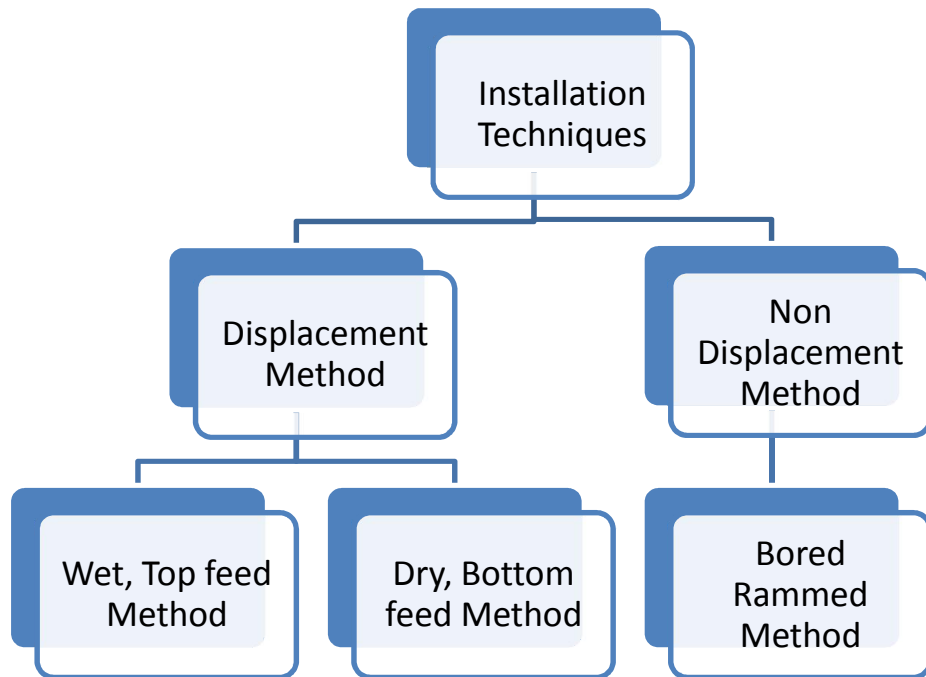 Installation
Techniques
Displacement
Method
Non
Displacement
Method
Wet, Top feed
Method
Dry, Bottom
feed Method
Bored
Rammed
Method